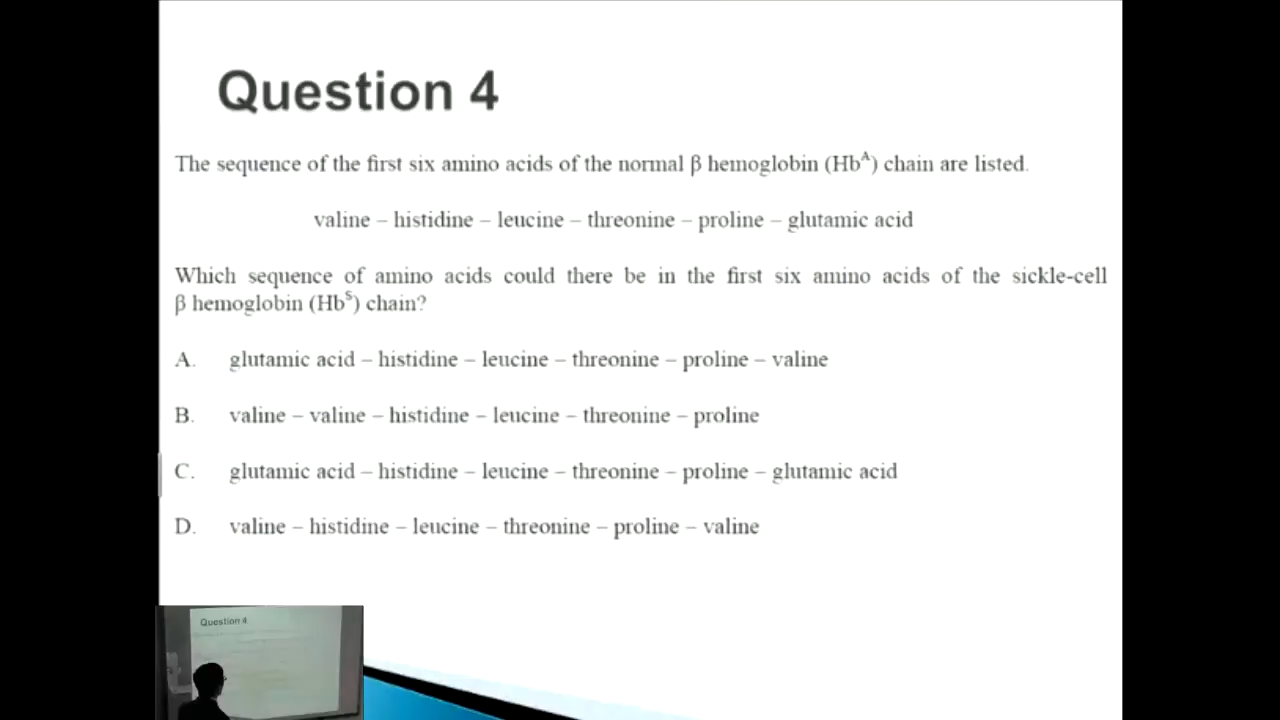 Question 4
The sequence of the first six amino acids of the normal β hemoglobin (Hbᴬ) chain are listed.
valine – histidine – leucine – threonine – proline – glutamic acid
Which sequence of amino acids could there be in the first six amino acids of the sickle-cell
β hemoglobin (Hbˢ) chain?
A. glutamic acid – histidine – leucine – threonine – proline – valine
B. valine – valine – histidine – leucine – threonine – proline
C. glutamic acid – histidine – leucine – threonine – proline – glutamic acid
D. valine – histidine – leucine – threonine – proline – valine
Question 4